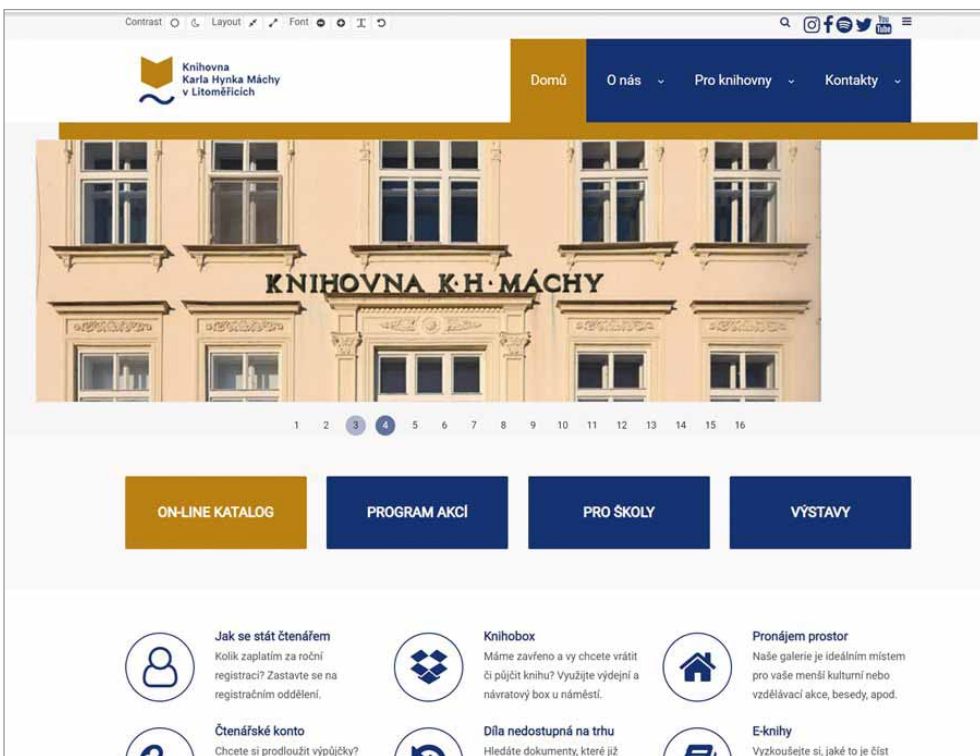 Contrast Layout Font
You
Tube
Knihovna
Karla Hynka Máchy
v Litoměřicích
Domů O nás Pro knihovny Kontakty
KNIHOVNA K·H·MÁCHY
1 2 3 4 5 6 7 8 9 10 11 12 13 14 15 16
ON-LINE KATALOG PROGRAM AKCÍ PRO ŠKOLY VÝSTAVY
Jak se stát čtenářem
Kolik zaplatím za roční
registraci? Zastavte se na
registračním oddělení.
Knihobox
Máme zavřeno a vy chcete vrátit
či půjčit knihu? Využijte výdejní a
návratový box u náměstí.
Pronájem prostor
Naše galerie je ideálním místem
pro vaše menší kulturní nebo
vzdělávací akce, besedy, apod.
Čtenářské konto
Chcete si prodloužit výpůjčky?
Díla nedostupná na trhu
Hledáte dokumenty, které již
E-knihy
Vyzkoušejte si, jaké to je číst